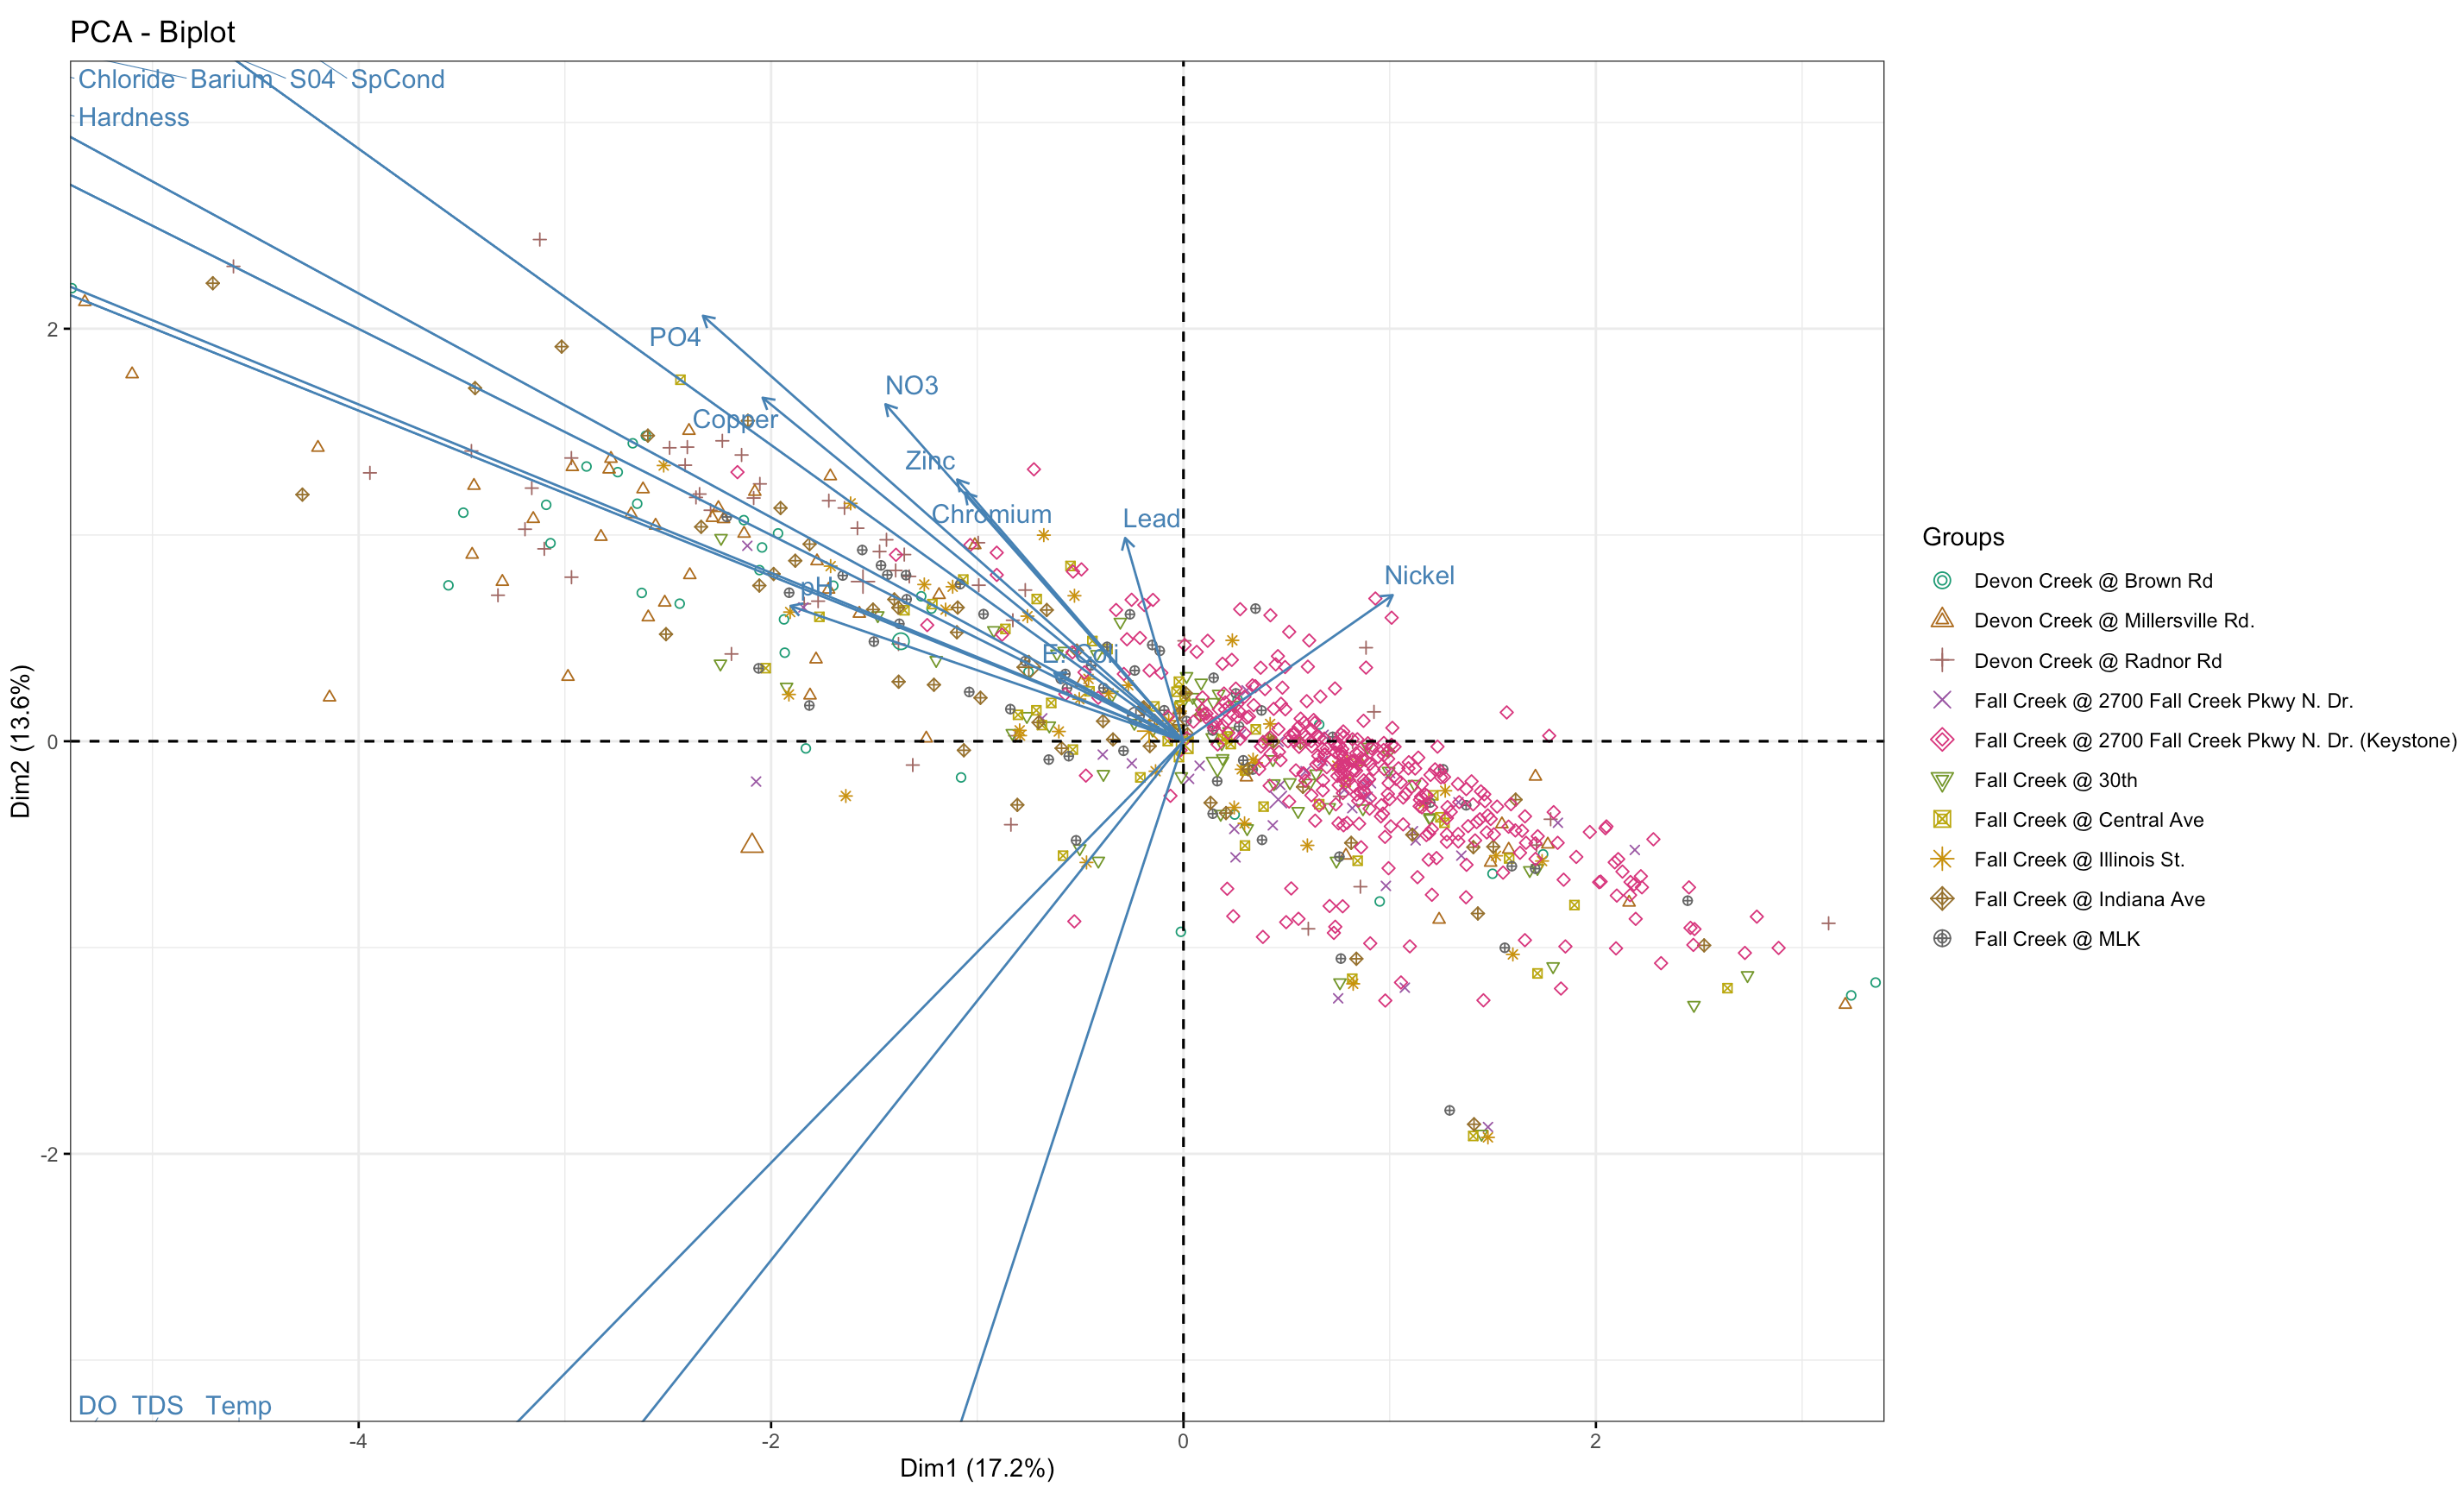 PCA - Biplot
Chloride Barium S04 SpCond
Hardness
PO4
NO3
Copper
Zinc
Chromium
Lead
Nickel
pH
E. Coli
DO TDS Temp
2
0
-2
-4
-2
0
2
Dim1 (17.2%)
Dim2 (13.6%)
Groups
Devon Creek @ Brown Rd
Devon Creek @ Millersville Rd.
Devon Creek @ Radnor Rd
Fall Creek @ 2700 Fall Creek Pkwy N. Dr.
Fall Creek @ 2700 Fall Creek Pkwy N. Dr. (Keystone)
Fall Creek @ 30th
Fall Creek @ Central Ave
Fall Creek @ Illinois St.
Fall Creek @ Indiana Ave
Fall Creek @ MLK